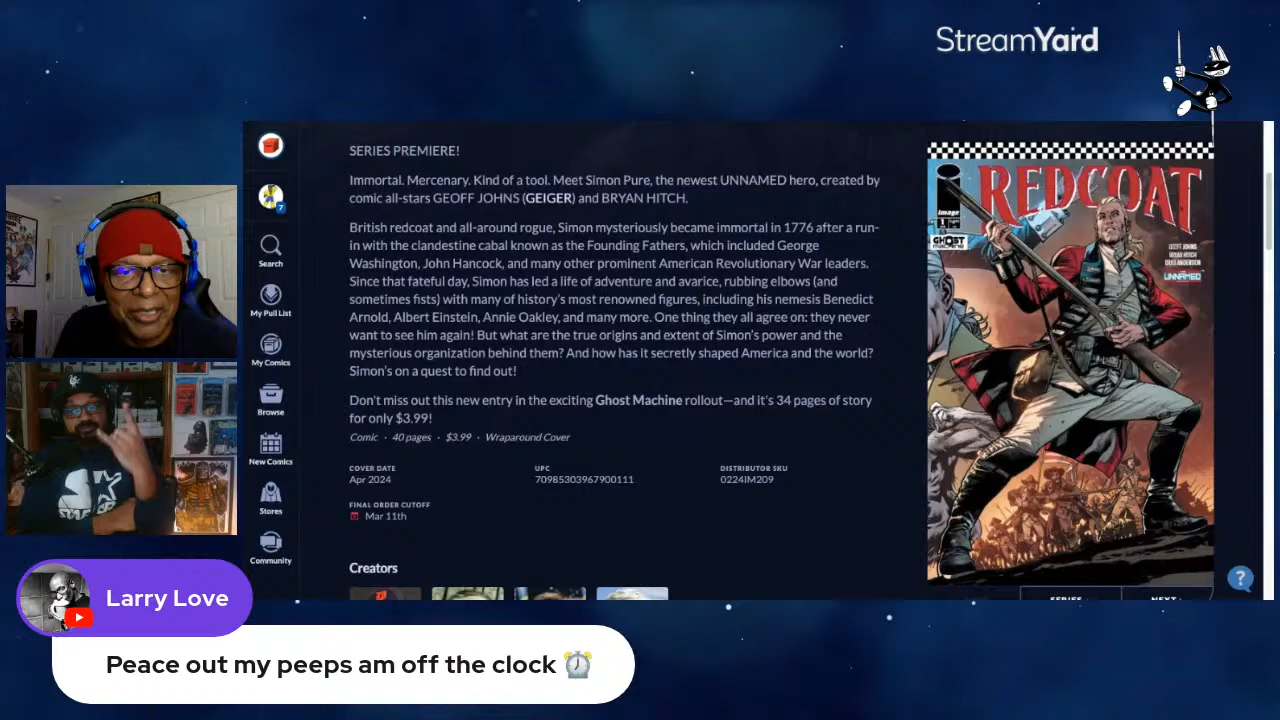 StreamYard
SERIES PREMIERE!
Immortal. Mercenary. Kind of a tool. Meet Simon Pure, the newest UNNAMED hero, created by
comic all-stars GEOFF JOHNS (GEIGER) and BRYAN HITCH.
British redcoat and all-around rogue, Simon mysteriously became immortal in 1776 after a run-
in with the clandestine cabal known as the Founding Fathers, which included George
Washington, John Hancock, and many other prominent American Revolutionary War leaders.
Since that fateful day, Simon has led a life of adventure and avarice, rubbing elbows (and
sometimes fists) with many of history's most renowned figures, including his nemesis Benedict
Arnold, Albert Einstein, Annie Oakley, and many more. One thing they all agree on: they never
want to see him again! But what are the true origins and extent of Simon's power and the
mysterious organization behind them? And how has it secretly shaped America and the world?
Simon's on a quest to find out!
Don't miss out this new entry in the exciting Ghost Machine rollout—and it's 34 pages of story
for only $3.99!
Comic · 40 pages · $3.99 · Wraparound Cover
COVER DATE
Apr 2024
UPC
70985303967900111
DISTRIBUTOR SKU
0224IM209
FINAL ORDER CUTOFF
Mar 11th
Creators
7
Search
My Pull List
My Comics
Browse
New Comics
Stores
Community
REDCOAT
image
1
GHOST
MACHINE
GEOFF JOHNS
BRYAN HITCH
BRAD ANDERSON
UNNAMED
SERIES
NEXT
?
Larry Love
Peace out my peeps am off the clock ⏰